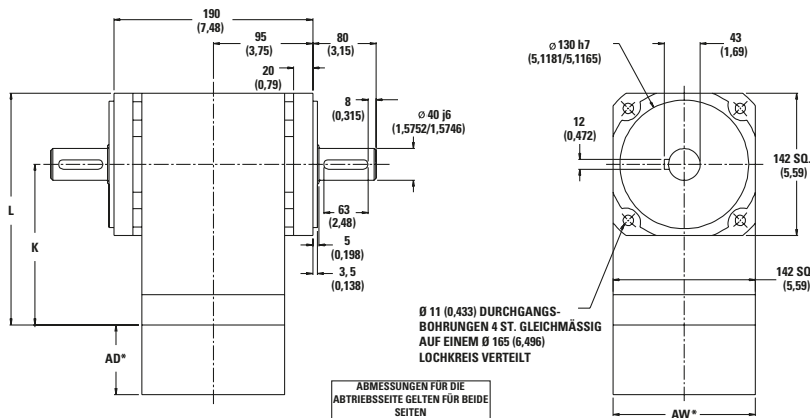 190
(7,48)
95
(3,75)
80
(3,15)
20
(0,79)
8
(0,315)
Ø 40 j6
(1,5752/1,5746)
63
(2,48)
5
(0,198)
3, 5
(0,138)
L
K
AD*
Ø 130 h7
(5,1181/5,1165)
43
(1,69)
12
(0,472)
142 SQ.
(5,59)
142 SQ
(5,59)
Ø 11 (0,433) DURCHGANGS-
BOHRUNGEN 4 ST. GLEICHMÄSSIG
AUF EINEM Ø 165 (6,496)
LOCHKREIS VERTEILT
ABMESSUNGEN FÜR DIE
ABTRIEBSSEITE GELTEN FÜR BEIDE
SEITEN
AW*